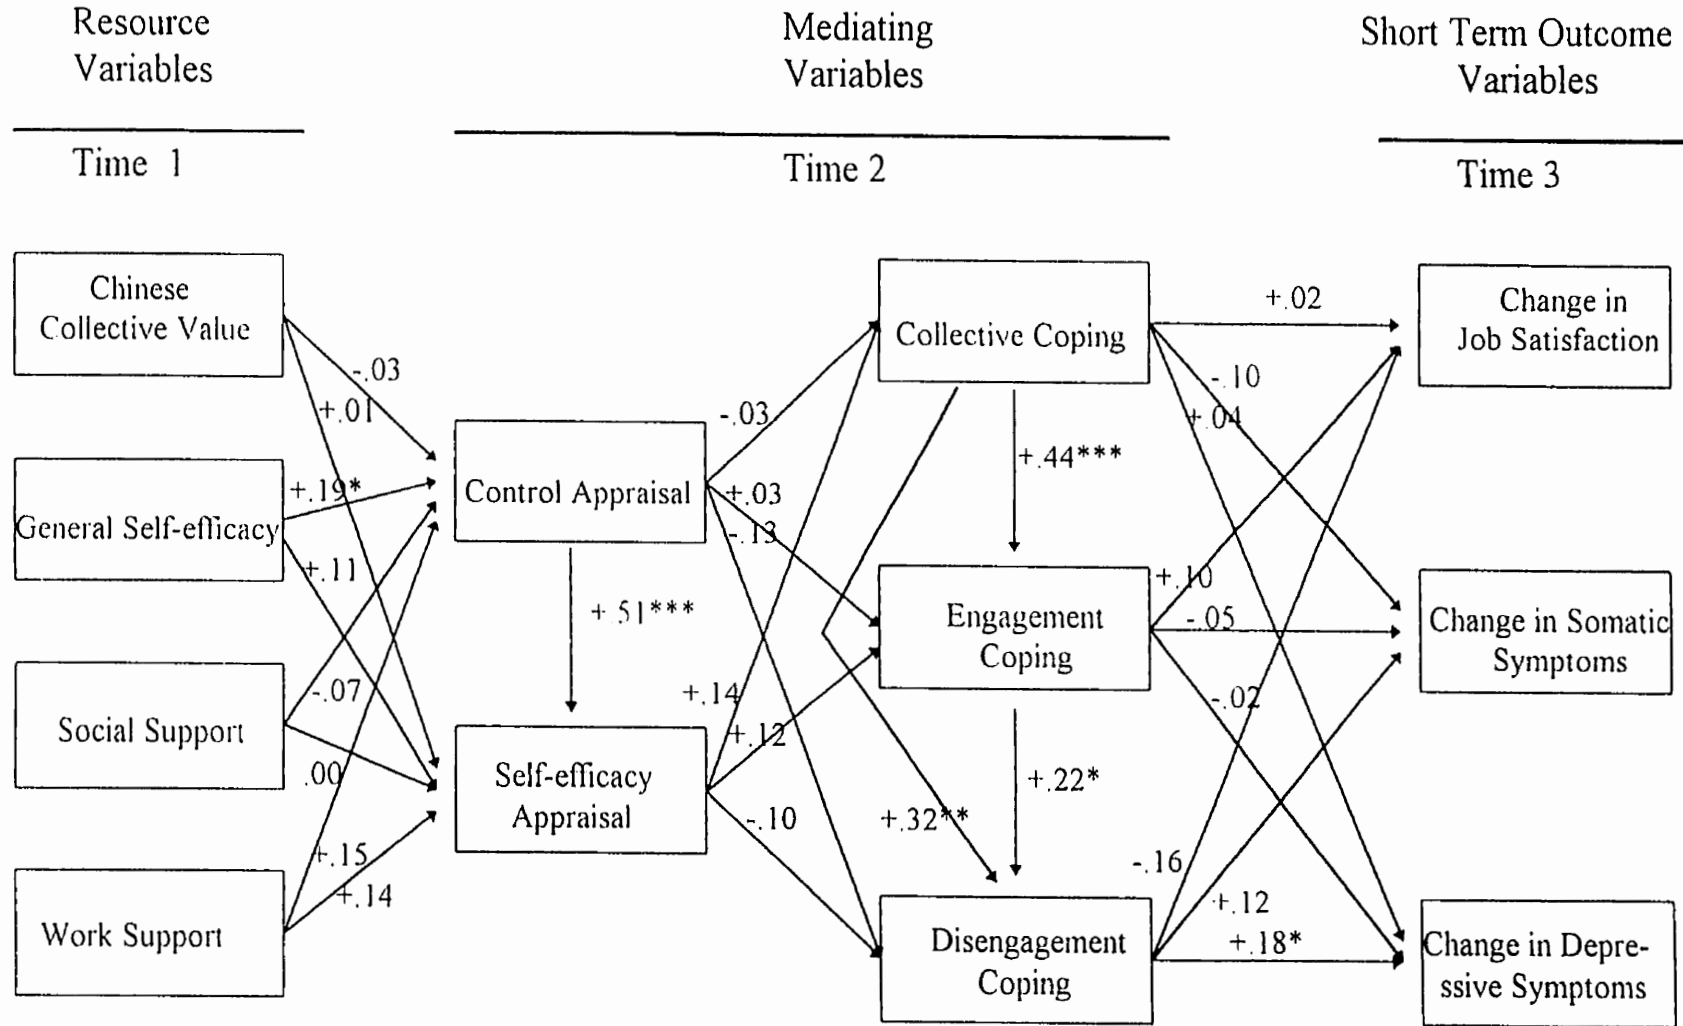 Resource
Variables
Mediating
Variables
Short Term Outcome
Variables
Time 1
Time 2
Time 3
Chinese
Collective Value
General Self-efficacy
Social Support
Work Support
-.03
+.01
+.19*
+.11
-.07
.00
+.15
+.14
Control Appraisal
+.51***
Self-efficacy
Appraisal
-.03
+.03
-.13
+.14
+.12
-.10
Collective Coping
+.44***
Engagement
Coping
+.22*
+.32**
Disengagement
Coping
+.02
-.10
+.04
+.10
-.05
-.02
-.16
+.12
+.18*
Change in
Job Satisfaction
Change in Somatic
Symptoms
Change in Depre-
ssive Symptoms